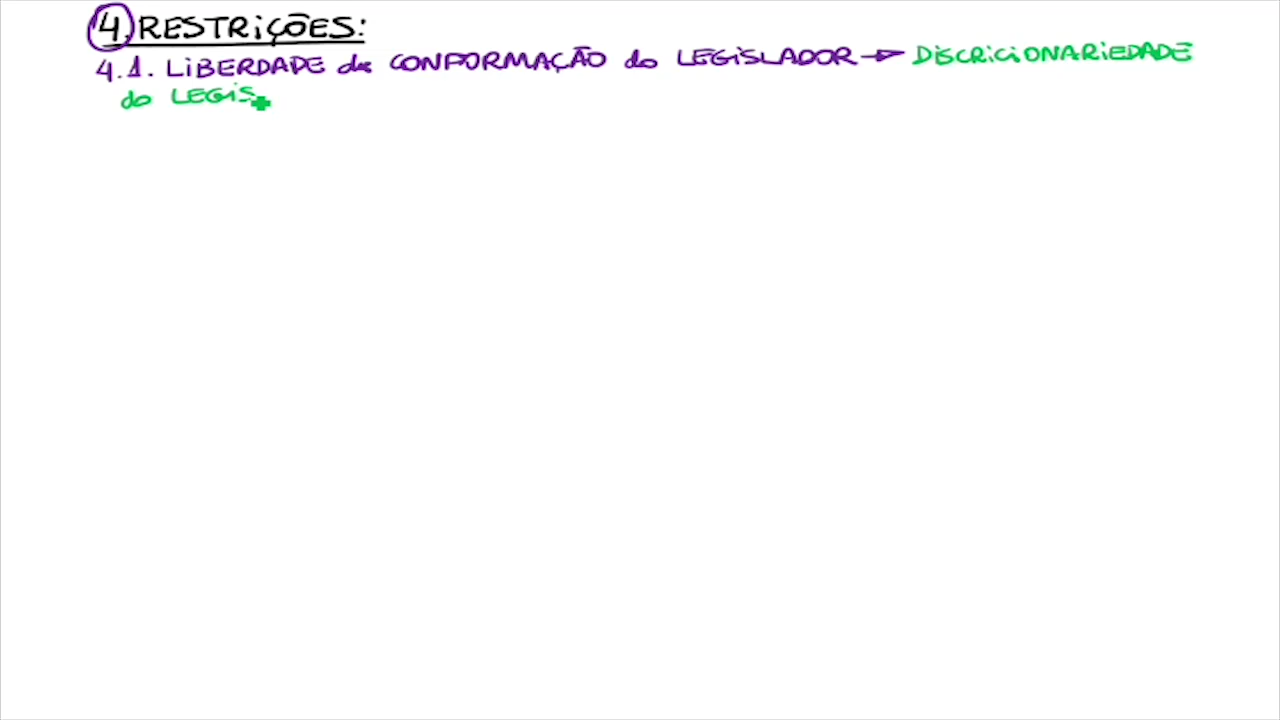 4 RESTRIÇÕES:
4.1. LIBERDADE de CONFORMAÇÃO do LEGISLADOR → DISCRICIONARIEDADE
do LEGIS